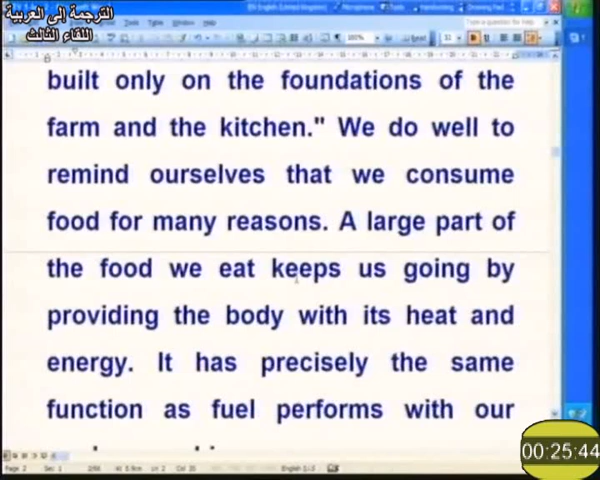 الترجمة إلى العربية
اللقاء الثالث
built only on the foundations of the
farm and the kitchen." We do well to
remind ourselves that we consume
food for many reasons. A large part of
the food we eat keeps us going by
providing the body with its heat and
energy. It has precisely the same
function as fuel performs with our
00:25:44